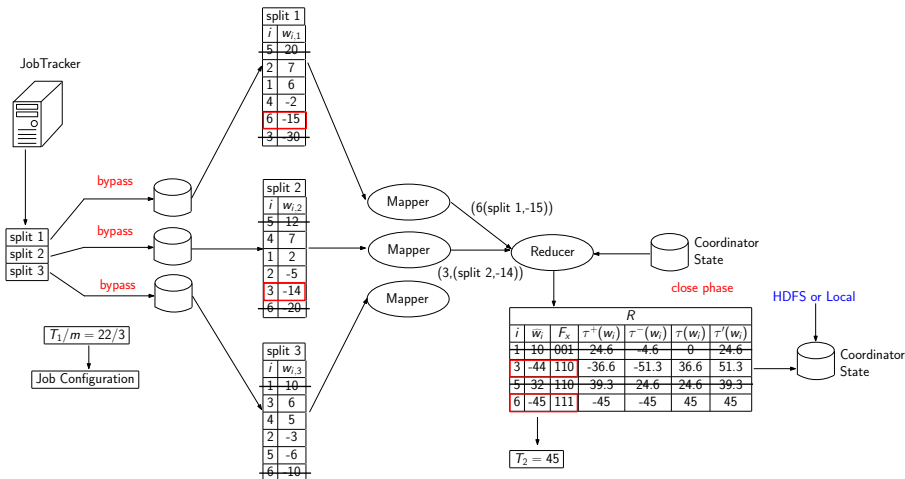 JobTracker
split 1
split 2
split 3
T₁/m = 22/3
Job Configuration
bypass
bypass
bypass
split 1
i w_{i,1}
5 20
2 7
1 6
4 -2
6 -15
3 -30
split 2
i w_{i,2}
5 12
4 7
1 2
2 -5
3 -14
6 -20
split 3
i w_{i,3}
1 10
3 6
4 5
2 -3
5 -6
6 -10
Mapper
Mapper
Mapper
(6(split 1,-15))
(3,(split 2,-14))
Reducer
Coordinator
State
close phase
R
i w̄_i F_x τ⁺(w_i) τ⁻(w_i) τ(w_i) τ′(w_i)
1 10 001 24.6 -4.6 0 24.6
3 -44 110 -36.6 -51.3 36.6 51.3
5 32 110 39.3 24.6 24.6 39.3
6 -45 111 -45 -45 45 45
T₂ = 45
HDFS or Local
Coordinator
State